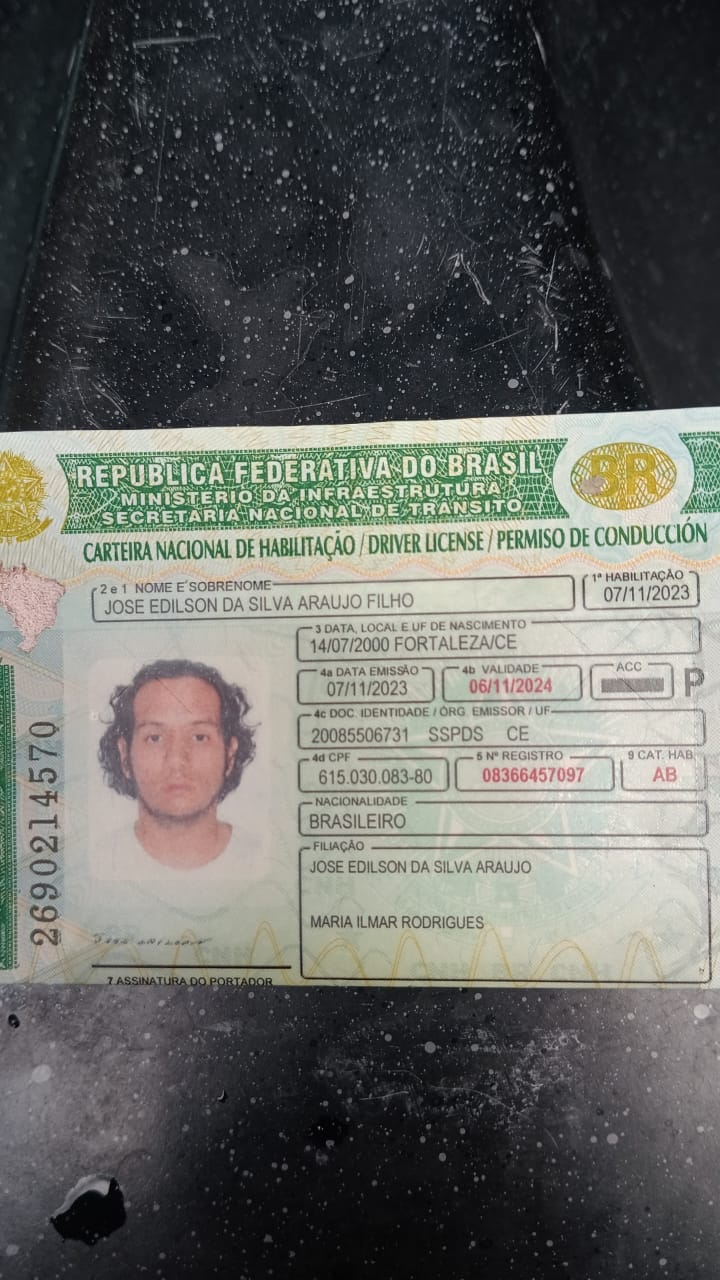 REPÚBLICA FEDERATIVA DO BRASIL
MINISTÉRIO DA INFRAESTRUTURA
SECRETARIA NACIONAL DE TRÂNSITO
BR
CARTEIRA NACIONAL DE HABILITAÇÃO / DRIVER LICENSE / PERMISO DE CONDUCCIÓN
2 e 1 NOME E SOBRENOME
JOSE EDILSON DA SILVA ARAUJO FILHO
1ª HABILITAÇÃO
07/11/2023
3 DATA, LOCAL E UF DE NASCIMENTO
14/07/2000 FORTALEZA/CE
4a DATA EMISSÃO
07/11/2023
4b VALIDADE
06/11/2024
ACC
P
4c DOC. IDENTIDADE / ÓRG. EMISSOR / UF
20085506731 SSPDS CE
4d CPF
615.030.083-80
5 Nº REGISTRO
08366457097
9 CAT. HAB
AB
NACIONALIDADE
BRASILEIRO
FILIAÇÃO
JOSE EDILSON DA SILVA ARAUJO
MARIA ILMAR RODRIGUES
2690214570
7 ASSINATURA DO PORTADOR